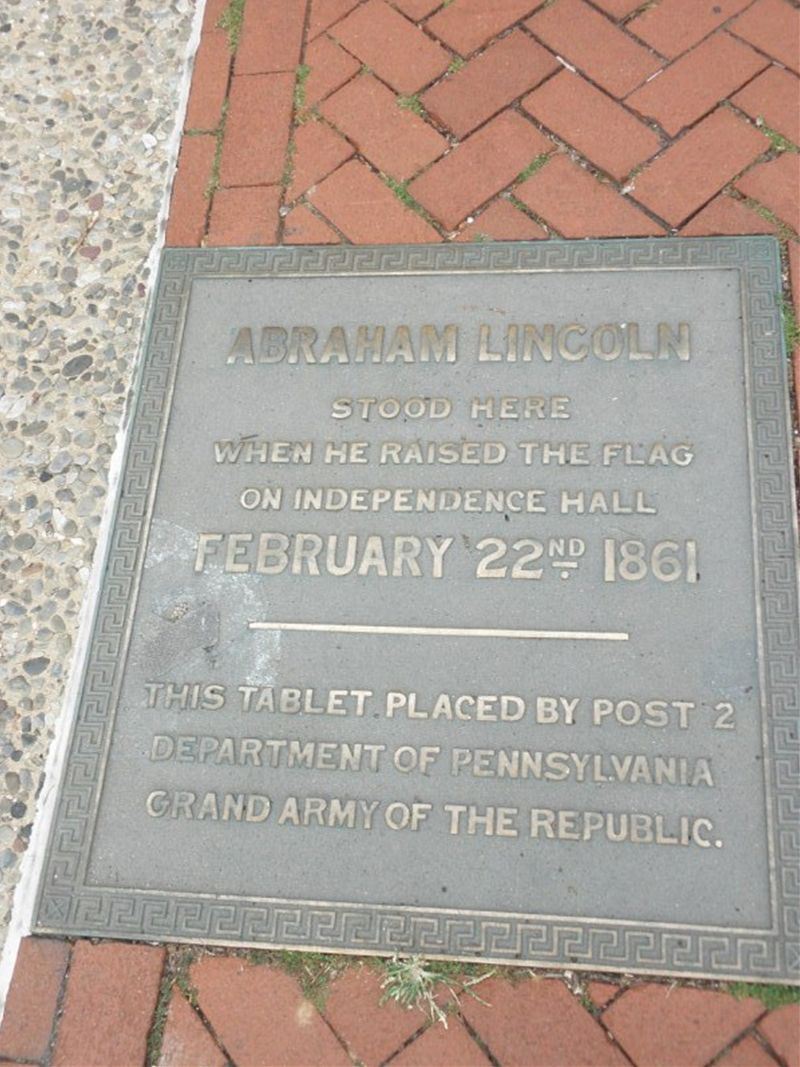 ABRAHAM LINCOLN
STOOD HERE
WHEN HE RAISED THE FLAG
ON INDEPENDENCE HALL
FEBRUARY 22ND 1861
THIS TABLET PLACED BY POST 2
DEPARTMENT OF PENNSYLVANIA
GRAND ARMY OF THE REPUBLIC.